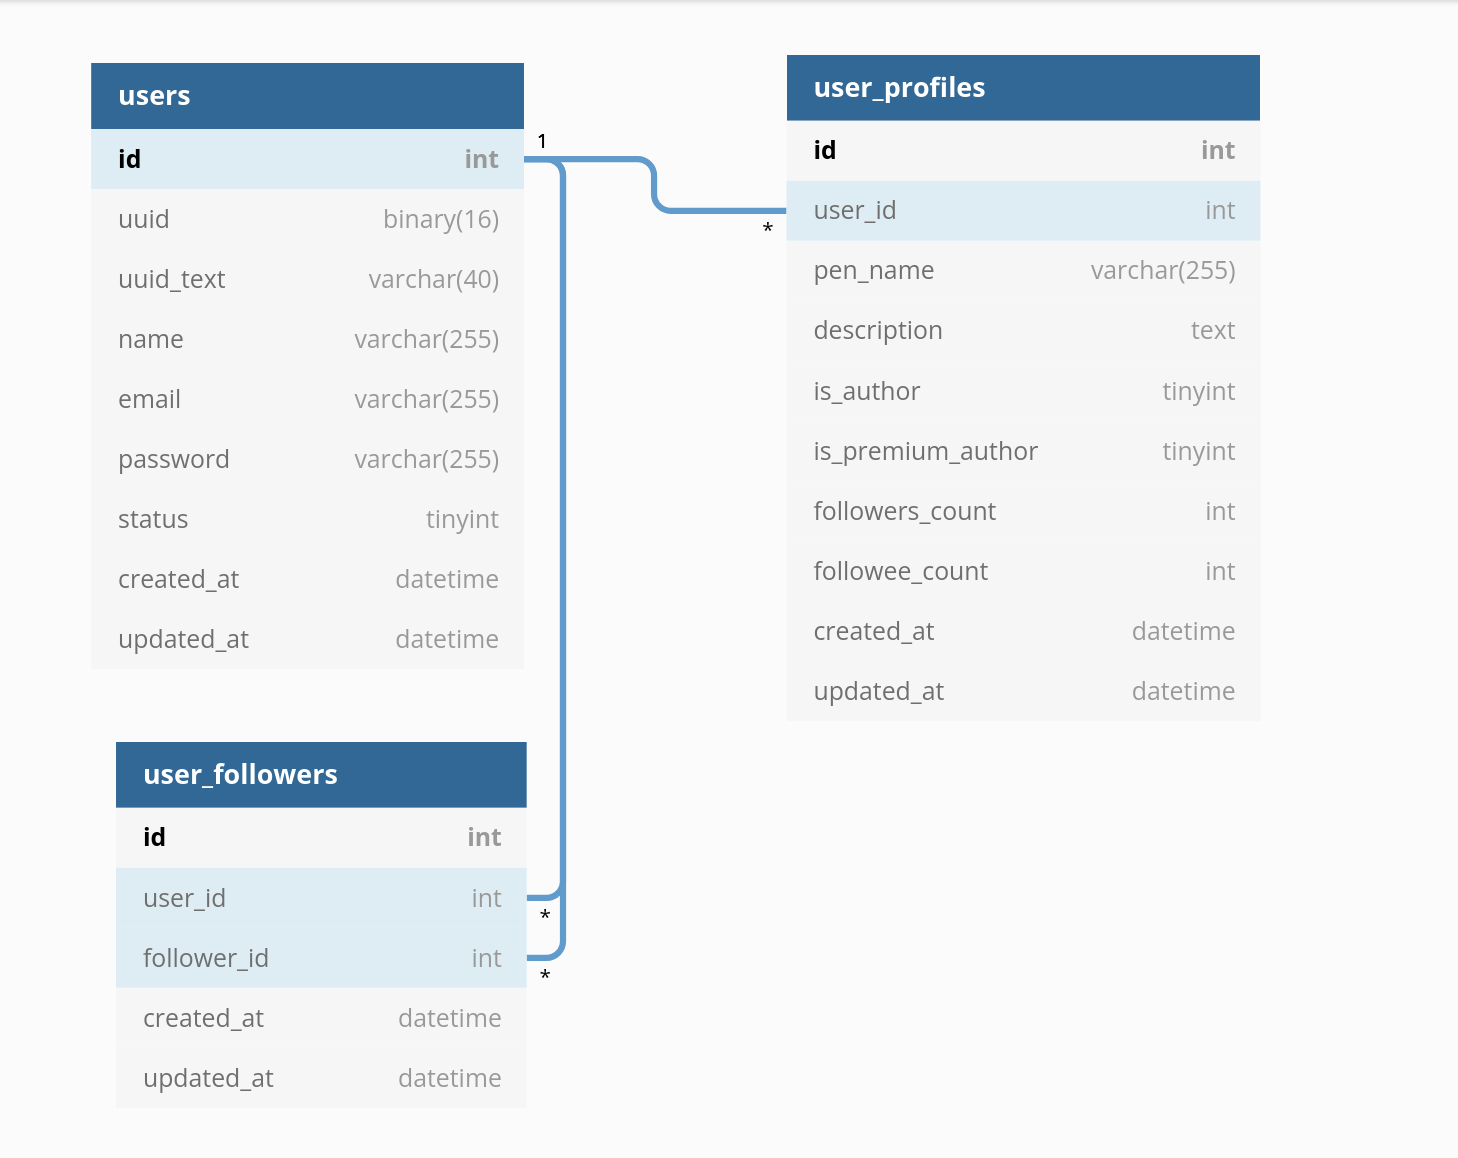 users
id int
uuid binary(16)
uuid_text varchar(40)
name varchar(255)
email varchar(255)
password varchar(255)
status tinyint
created_at datetime
updated_at datetime
1
*
user_profiles
id int
user_id int
pen_name varchar(255)
description text
is_author tinyint
is_premium_author tinyint
followers_count int
followee_count int
created_at datetime
updated_at datetime
user_followers
id int
user_id int
*
follower_id int
*
created_at datetime
updated_at datetime